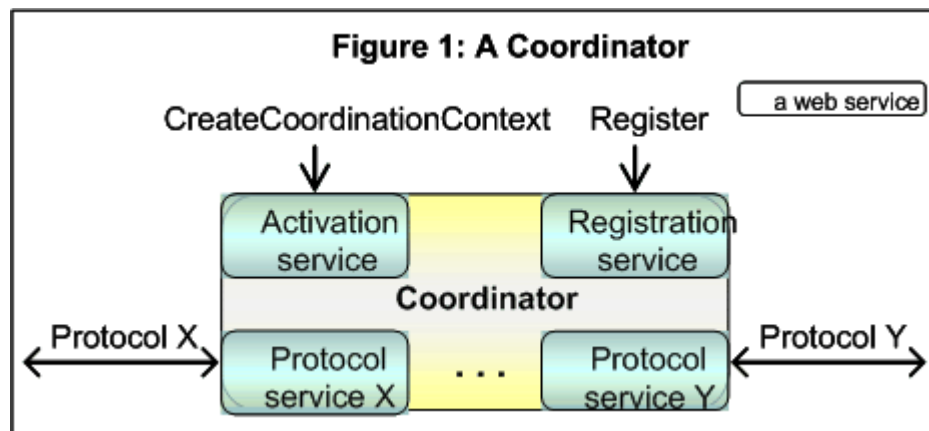 Figure 1: A Coordinator
a web service
CreateCoordinationContext Register
Activation
service
Registration
service
Coordinator
Protocol X
Protocol
service X
. . .
Protocol
service Y
Protocol Y